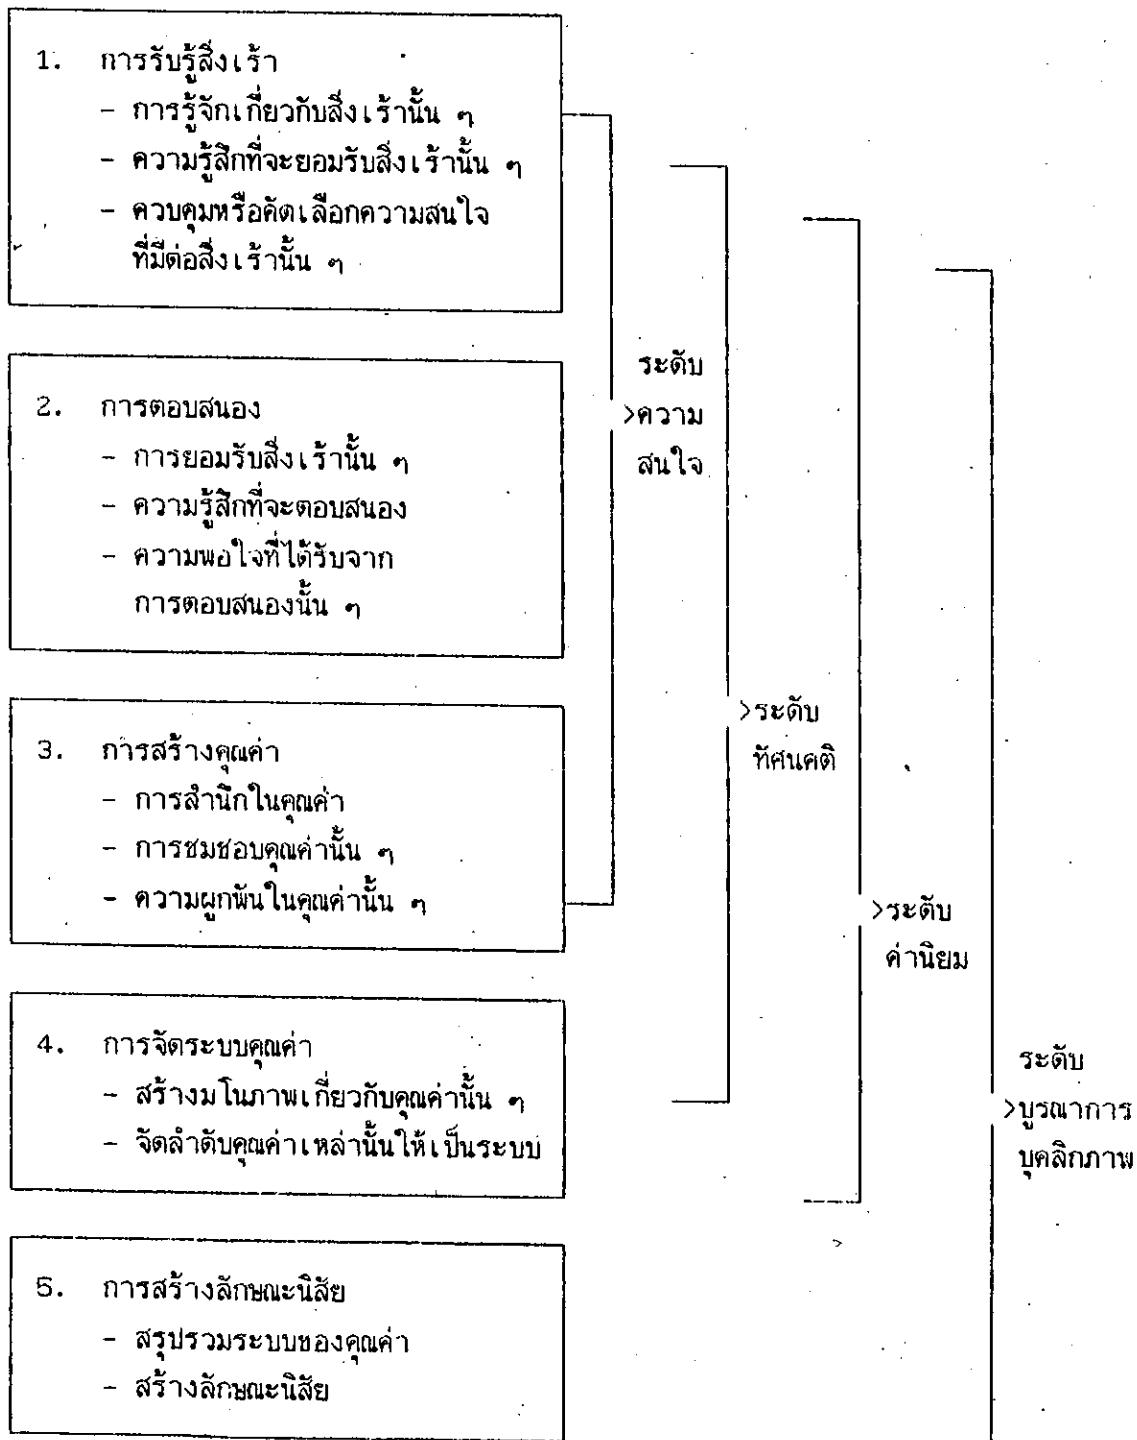 1. การรับรู้สิ่งเร้า
- การรู้จักเกี่ยวกับสิ่งเร้านั้น ๆ
- ความรู้สึกที่จะยอมรับสิ่งเร้านั้น ๆ
- ควบคุมหรือคัดเลือกความสนใจ
ที่มีต่อสิ่งเร้านั้น ๆ
2. การตอบสนอง
- การยอมรับสิ่งเร้านั้น ๆ
- ความรู้สึกที่จะตอบสนอง
- ความพอใจที่ได้รับจาก
การตอบสนองนั้น ๆ
3. การสร้างคุณค่า
- การสำนึกในคุณค่า
- การชมชอบคุณค่านั้น ๆ
- ความผูกพันในคุณค่านั้น ๆ
4. การจัดระบบคุณค่า
- สร้างมโนภาพเกี่ยวกับคุณค่านั้น ๆ
- จัดลำดับคุณค่าเหล่านั้นให้เป็นระบบ
5. การสร้างลักษณะนิสัย
- สรุปรวมระบบของคุณค่า
- สร้างลักษณะนิสัย
ระดับ
>ความ
สนใจ
>ระดับ
ทัศนคติ
>ระดับ
ค่านิยม
ระดับ
>บูรณาการ
บุคลิกภาพ